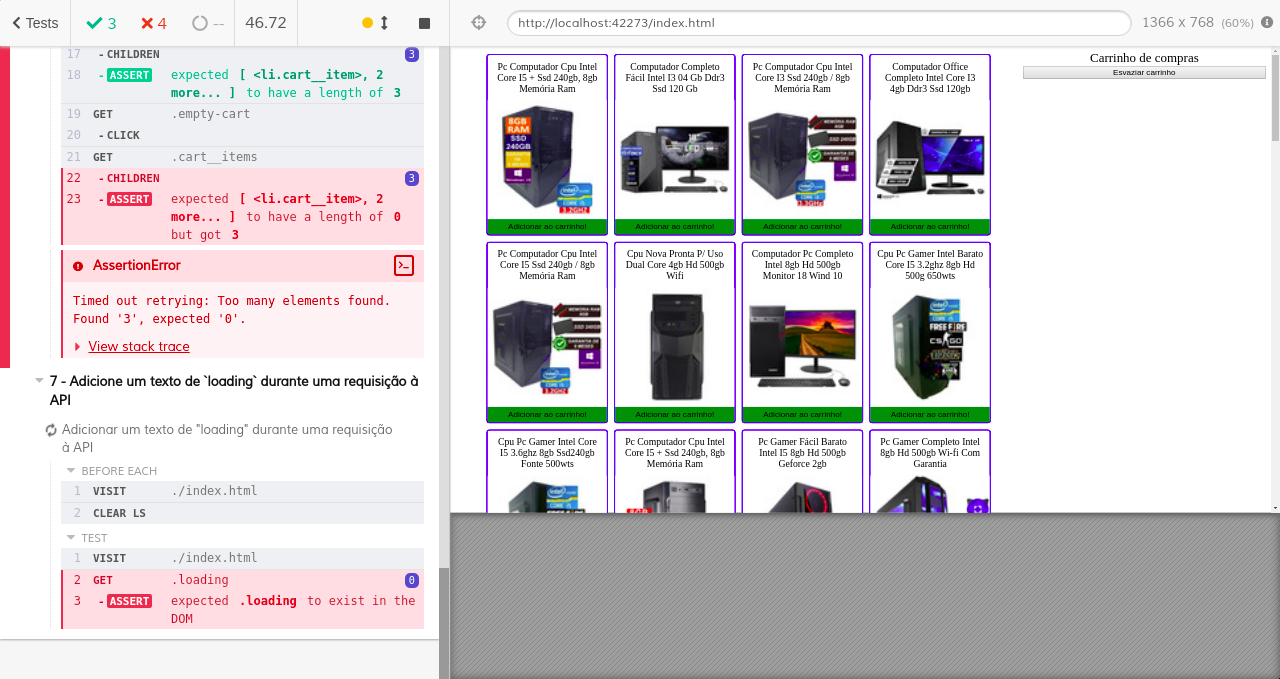 Tests
3
4
--
46.72
http://localhost:42273/index.html
1366 x 768 (60%)
17 - CHILDREN 3
18 - ASSERT expected [ <li.cart__item>, 2
more... ] to have a length of 3
19 GET .empty-cart
20 - CLICK
21 GET .cart__items
22 - CHILDREN 3
23 - ASSERT expected [ <li.cart__item>, 2
more... ] to have a length of 0
but got 3
AssertionError
Timed out retrying: Too many elements found.
Found '3', expected '0'.
View stack trace
7 - Adicione um texto de `loading` durante uma requisição à
API
Adicionar um texto de "loading" durante uma requisição
à API
BEFORE EACH
1 VISIT ./index.html
2 CLEAR LS
TEST
1 VISIT ./index.html
2 GET .loading 0
3 - ASSERT expected .loading to exist in the
DOM
Pc Computador Cpu Intel
Core I5 + Ssd 240gb, 8gb
Memória Ram
8GB
RAM
SSD
240GB
3.2GHZ
Adicionar ao carrinho!
Computador Completo
Fácil Intel I3 04 Gb Ddr3
Ssd 120 Gb
Adicionar ao carrinho!
Pc Computador Cpu Intel
Core I3 Ssd 240gb / 8gb
Memória Ram
Adicionar ao carrinho!
Computador Office
Completo Intel Core I3
4gb Ddr3 Ssd 120gb
Adicionar ao carrinho!
Carrinho de compras
Esvaziar carrinho
Pc Computador Cpu Intel
Core I5 Ssd 240gb / 8gb
Memória Ram
Adicionar ao carrinho!
Cpu Nova Pronta P/ Uso
Dual Core 4gb Hd 500gb
Wifi
Adicionar ao carrinho!
Computador Pc Completo
Intel 8gb Hd 500gb
Monitor 18 Wind 10
Adicionar ao carrinho!
Cpu Pc Gamer Intel Barato
Core I5 3.2ghz 8gb Hd
500g 650wts
FREE FIRE
CS:GO
Adicionar ao carrinho!
Cpu Pc Gamer Intel Core
I5 3.6ghz 8gb Ssd240gb
Fonte 500wts
Pc Computador Cpu Intel
Core I5 + Ssd 240gb, 8gb
Memória Ram
Pc Gamer Fácil Barato
Intel I5 8gb Hd 500gb
Geforce 2gb
Pc Gamer Completo Intel
8gb Hd 500gb Wi-fi Com
Garantia